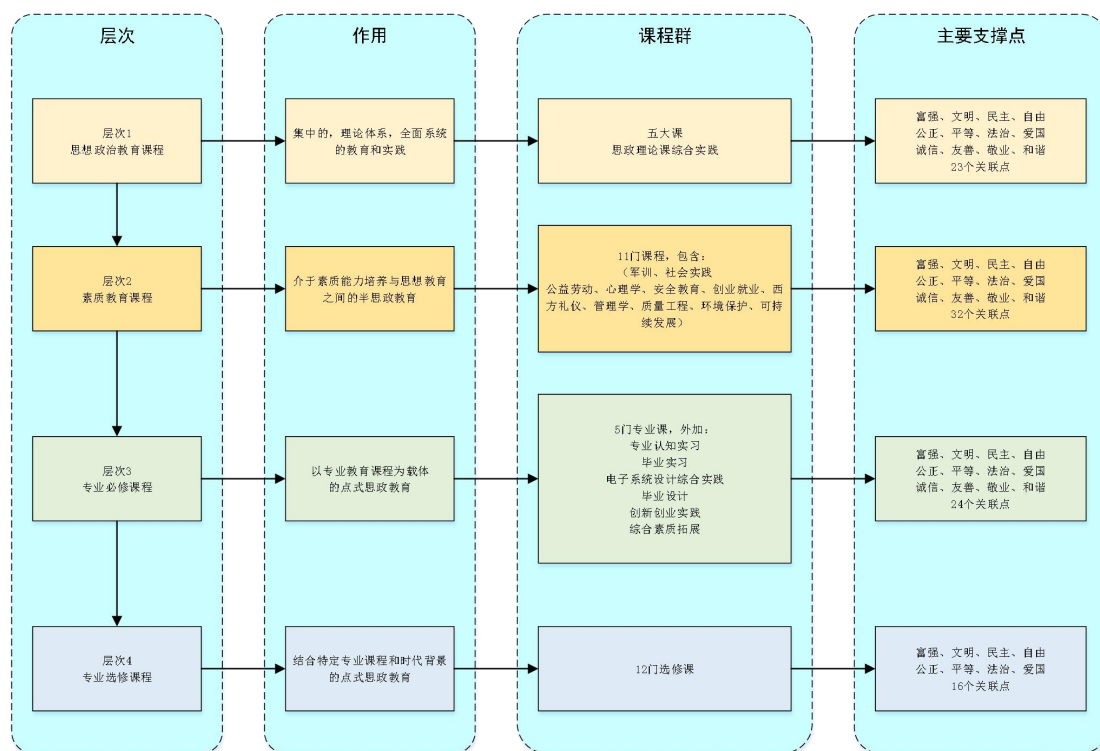 层次
作用
课程群
主要支撑点
层次1
思想政治教育课程
集中的，理论体系，全面系统
的教育和实践
五大课
思政理论课综合实践
富强、文明、民主、自由
公正、平等、法治、爱国
诚信、友善、敬业、和谐
23个关联点
层次2
素质教育课程
介于素质能力培养与思想教育
之间的半思政教育
11门课程，包含：
（军训、社会实践
公益劳动、心理学、安全教育、创业就业、西
方礼仪、管理学、质量工程、环境保护、可持
续发展）
富强、文明、民主、自由
公正、平等、法治、爱国
诚信、友善、敬业、和谐
32个关联点
层次3
专业必修课程
以专业教育课程为载体
的点式思政教育
5门专业课，外加：
专业认知实习
毕业实习
电子系统设计综合实践
毕业设计
创新创业实践
综合素质拓展
富强、文明、民主、自由
公正、平等、法治、爱国
诚信、友善、敬业、和谐
24个关联点
层次4
专业选修课程
结合特定专业课程和时代背景
的点式思政教育
12门选修课
富强、文明、民主、自由
公正、平等、法治、爱国
16个关联点